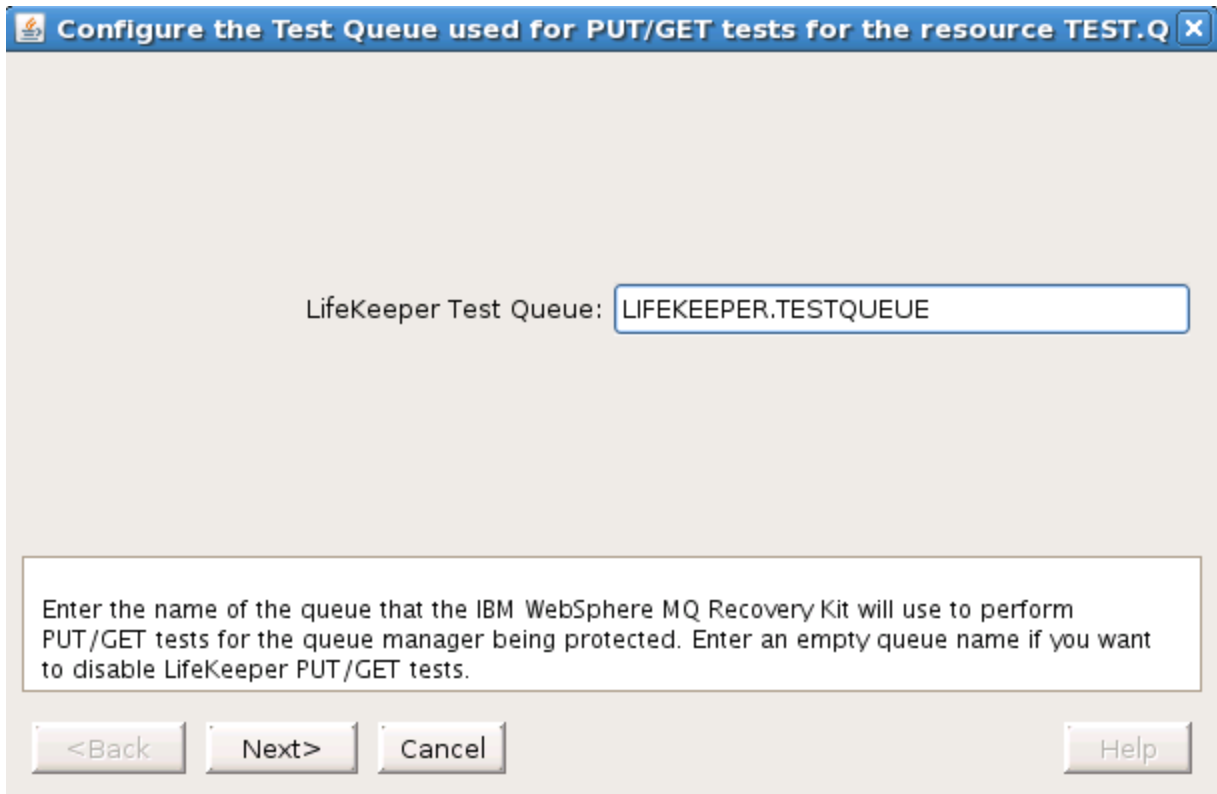 Configure the Test Queue used for PUT/GET tests for the resource TEST.Q
LifeKeeper Test Queue: LIFEKEEPER.TESTQUEUE
Enter the name of the queue that the IBM WebSphere MQ Recovery Kit will use to perform
PUT/GET tests for the queue manager being protected. Enter an empty queue name if you want
to disable LifeKeeper PUT/GET tests.
<Back Next> Cancel Help